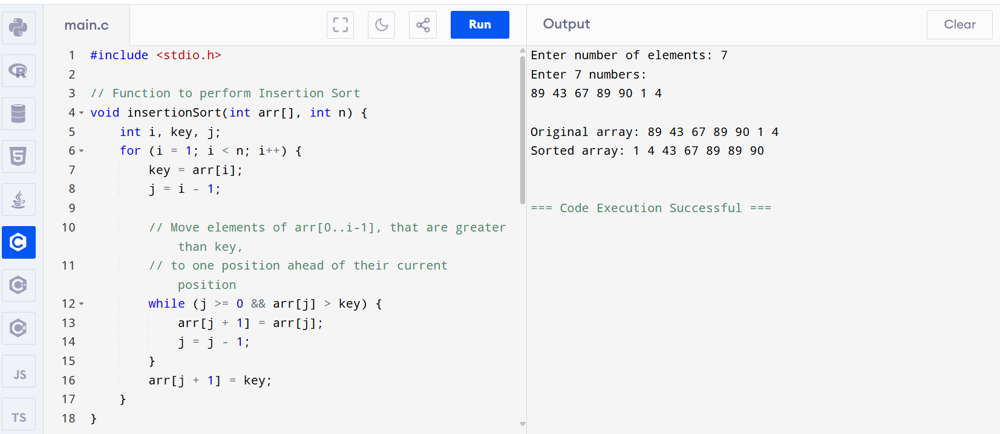 main.c
Run
Output
Clear
1 #include <stdio.h>
2
3 // Function to perform Insertion Sort
4 void insertionSort(int arr[], int n) {
5     int i, key, j;
6     for (i = 1; i < n; i++) {
7         key = arr[i];
8         j = i - 1;
9
10         // Move elements of arr[0..i-1], that are greater
            than key,
11         // to one position ahead of their current
            position
12         while (j >= 0 && arr[j] > key) {
13             arr[j + 1] = arr[j];
14             j = j - 1;
15         }
16         arr[j + 1] = key;
17     }
18 }
Enter number of elements: 7
Enter 7 numbers:
89 43 67 89 90 1 4
Original array: 89 43 67 89 90 1 4
Sorted array: 1 4 43 67 89 89 90
=== Code Execution Successful ===
R
5
C
C++
C#
JS
TS